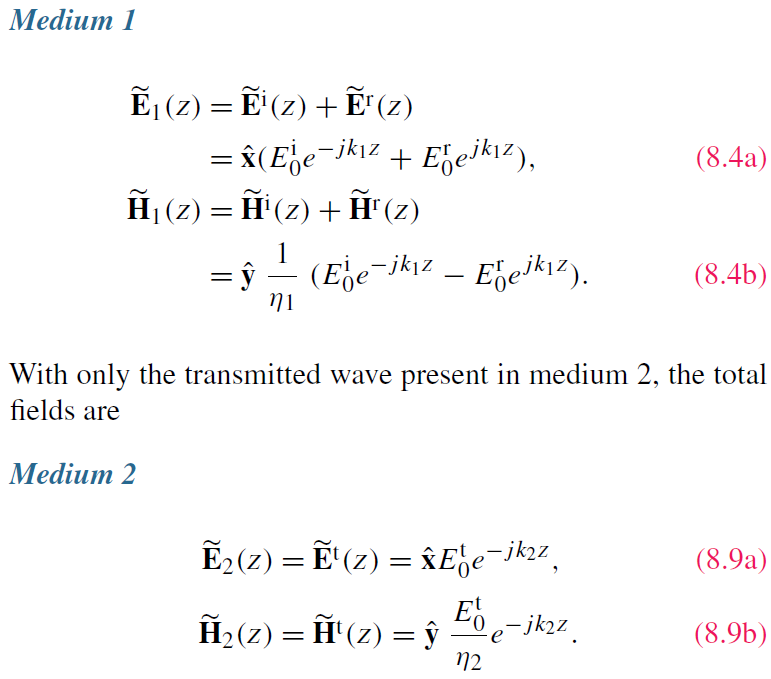 Medium 1
Ẽ₁(z) = Ẽⁱ(z) + Ẽʳ(z)
= x̂(E₀ⁱe^{−jk₁z} + E₀ʳe^{jk₁z}), (8.4a)
H̃₁(z) = H̃ⁱ(z) + H̃ʳ(z)
= ŷ 1/η₁ (E₀ⁱe^{−jk₁z} − E₀ʳe^{jk₁z}). (8.4b)
With only the transmitted wave present in medium 2, the total
fields are
Medium 2
Ẽ₂(z) = Ẽᵗ(z) = x̂E₀ᵗe^{−jk₂z}, (8.9a)
H̃₂(z) = H̃ᵗ(z) = ŷ E₀ᵗ/η₂ e^{−jk₂z}. (8.9b)